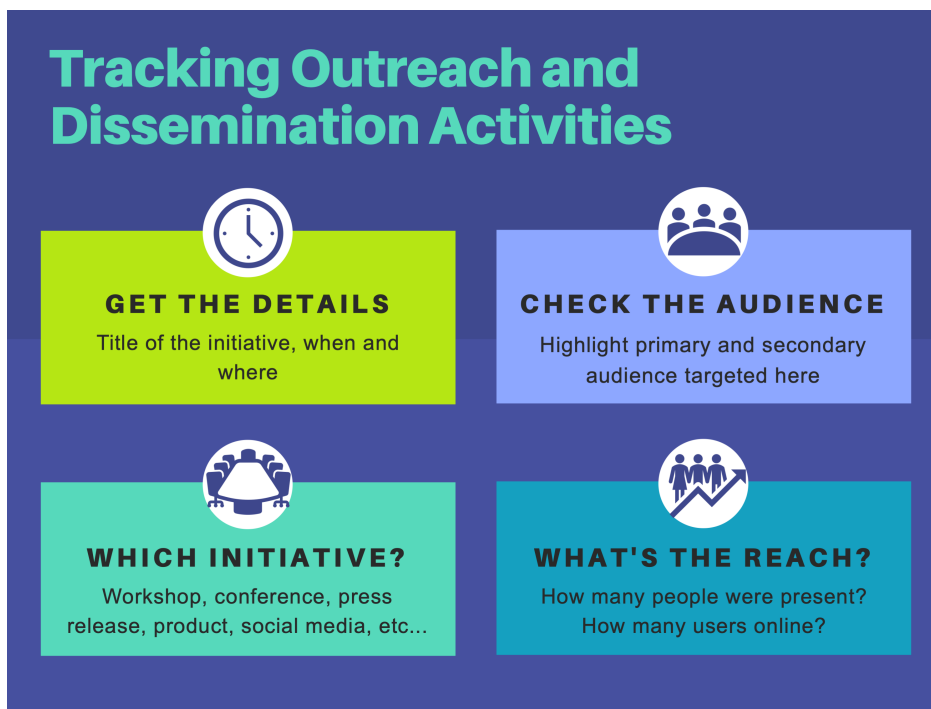 Tracking Outreach and
Dissemination Activities
GET THE DETAILS
Title of the initiative, when and
where
CHECK THE AUDIENCE
Highlight primary and secondary
audience targeted here
WHICH INITIATIVE?
Workshop, conference, press
release, product, social media, etc...
WHAT'S THE REACH?
How many people were present?
How many users online?